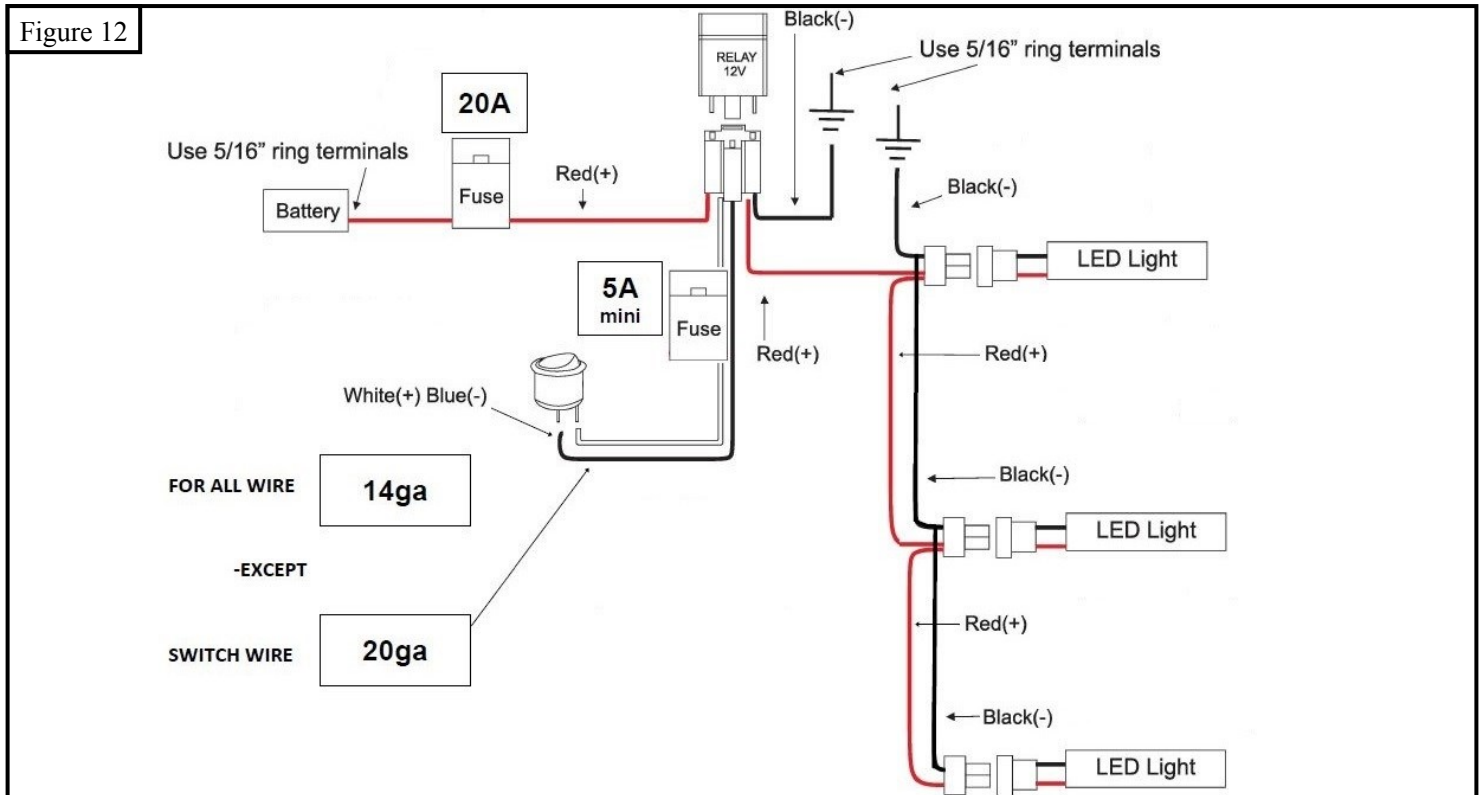 Figure 12
Black(-)
Use 5/16” ring terminals
RELAY
12V
20A
Use 5/16” ring terminals
Fuse
Red(+)
Battery
Black(-)
LED Light
5A
mini
Fuse
Red(+)
Red(+)
White(+) Blue(-)
FOR ALL WIRE
14ga
Black(-)
LED Light
-EXCEPT
Red(+)
SWITCH WIRE
20ga
Black(-)
LED Light